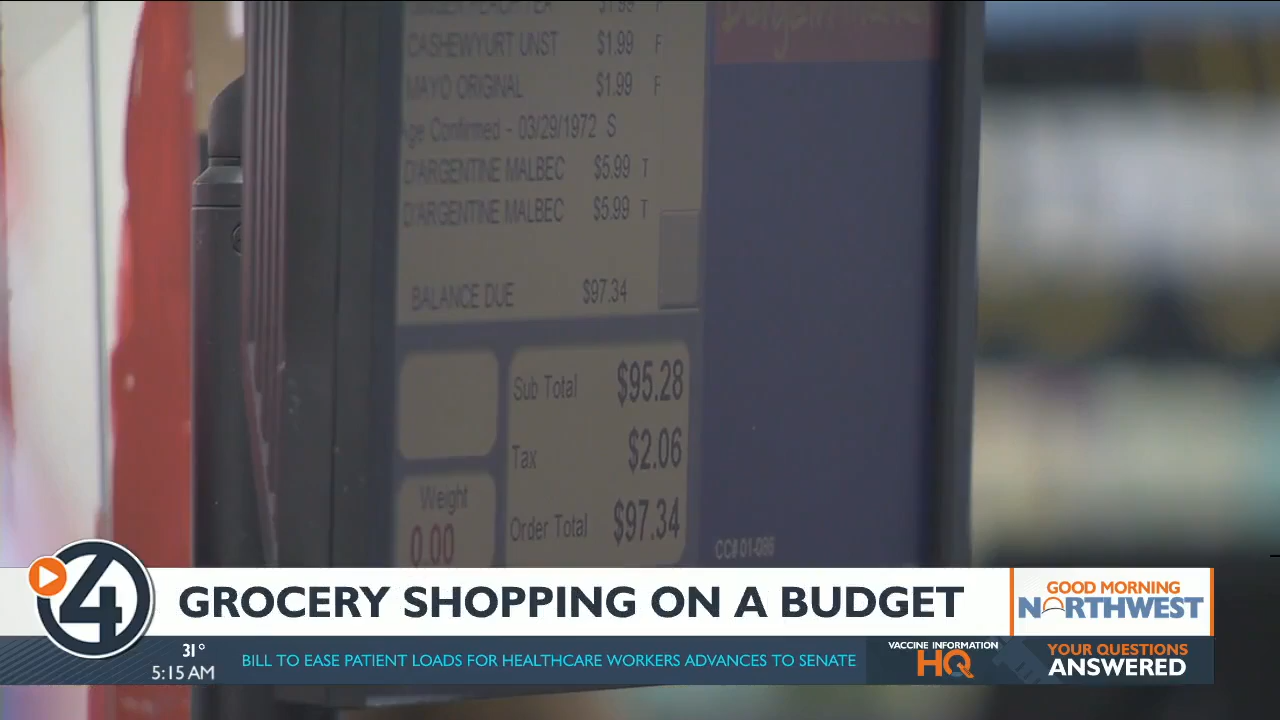 $1.99 F
CASHEWYURT UNST $1.99 F
MAYO ORIGINAL $1.99 F
ge Confirmed - 03/29/1972 S
D'ARGENTINE MALBEC $5.99 T
D'ARGENTINE MALBEC $5.99 T
BALANCE DUE $97.34
Sub Total $95.28
Tax $2.06
Order Total $97.34
Weight
0.00
CC# 01-086
4
GROCERY SHOPPING ON A BUDGET
GOOD MORNING
NORTHWEST
31°
5:15 AM
BILL TO EASE PATIENT LOADS FOR HEALTHCARE WORKERS ADVANCES TO SENATE
VACCINE INFORMATION
HQ
YOUR QUESTIONS
ANSWERED